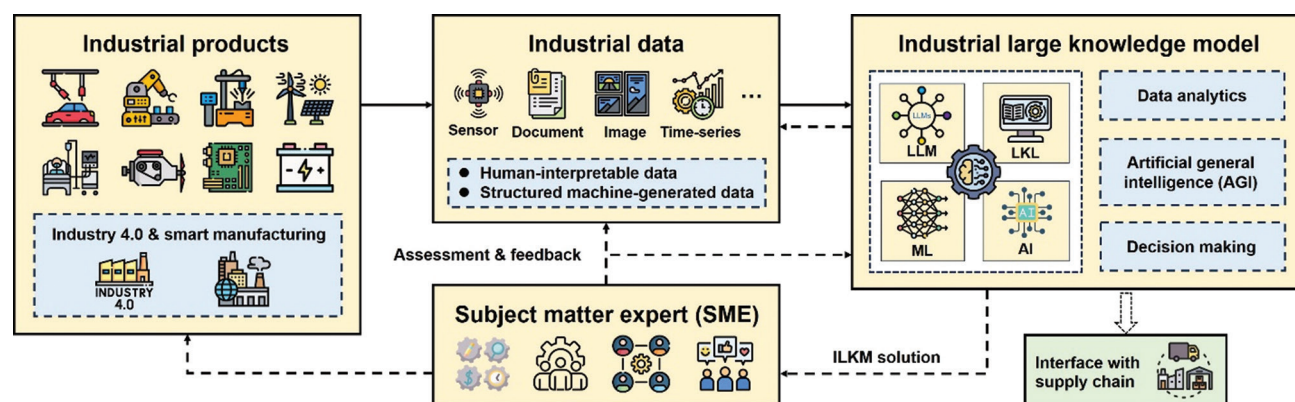 Industrial products
Industry 4.0 & smart manufacturing
INDUSTRY
4.0
Industrial data
Sensor
Document
Image
Time-series
...
● Human-interpretable data
● Structured machine-generated data
Assessment & feedback
Subject matter expert (SME)
ILKM solution
Industrial large knowledge model
LLMs
LLM
LKL
ML
AI
AI
Data analytics
Artificial general
intelligence (AGI)
Decision making
Interface with
supply chain